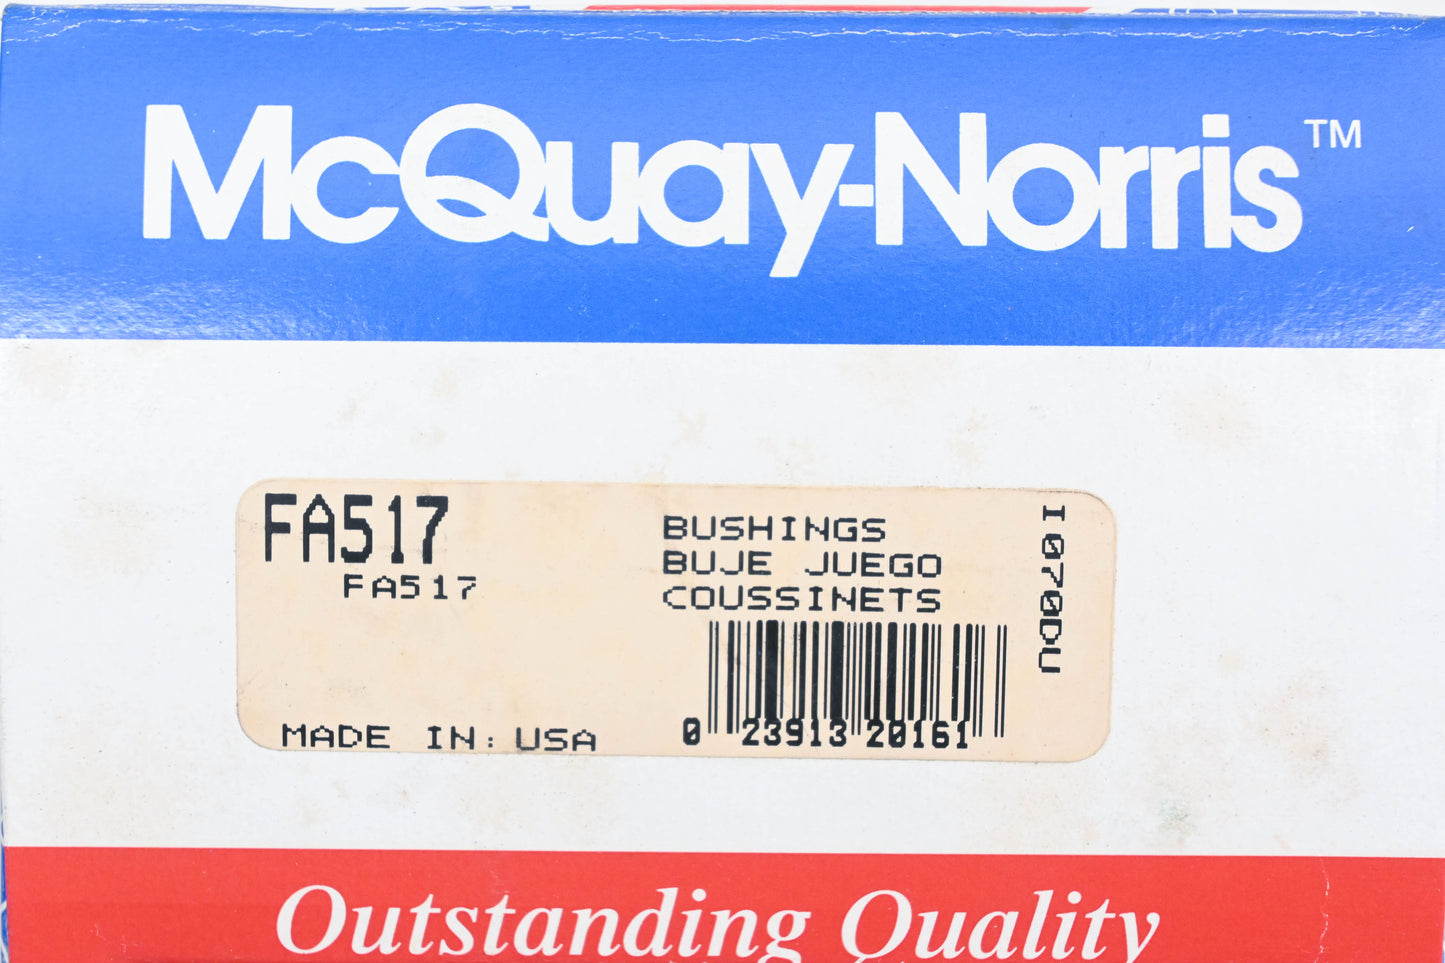 McQuay-Norris™
FA517
FA517
BUSHINGS
BUJE JUEGO
COUSSINETS
I070DU
MADE IN: USA
0 23913 20161
Outstanding Quality